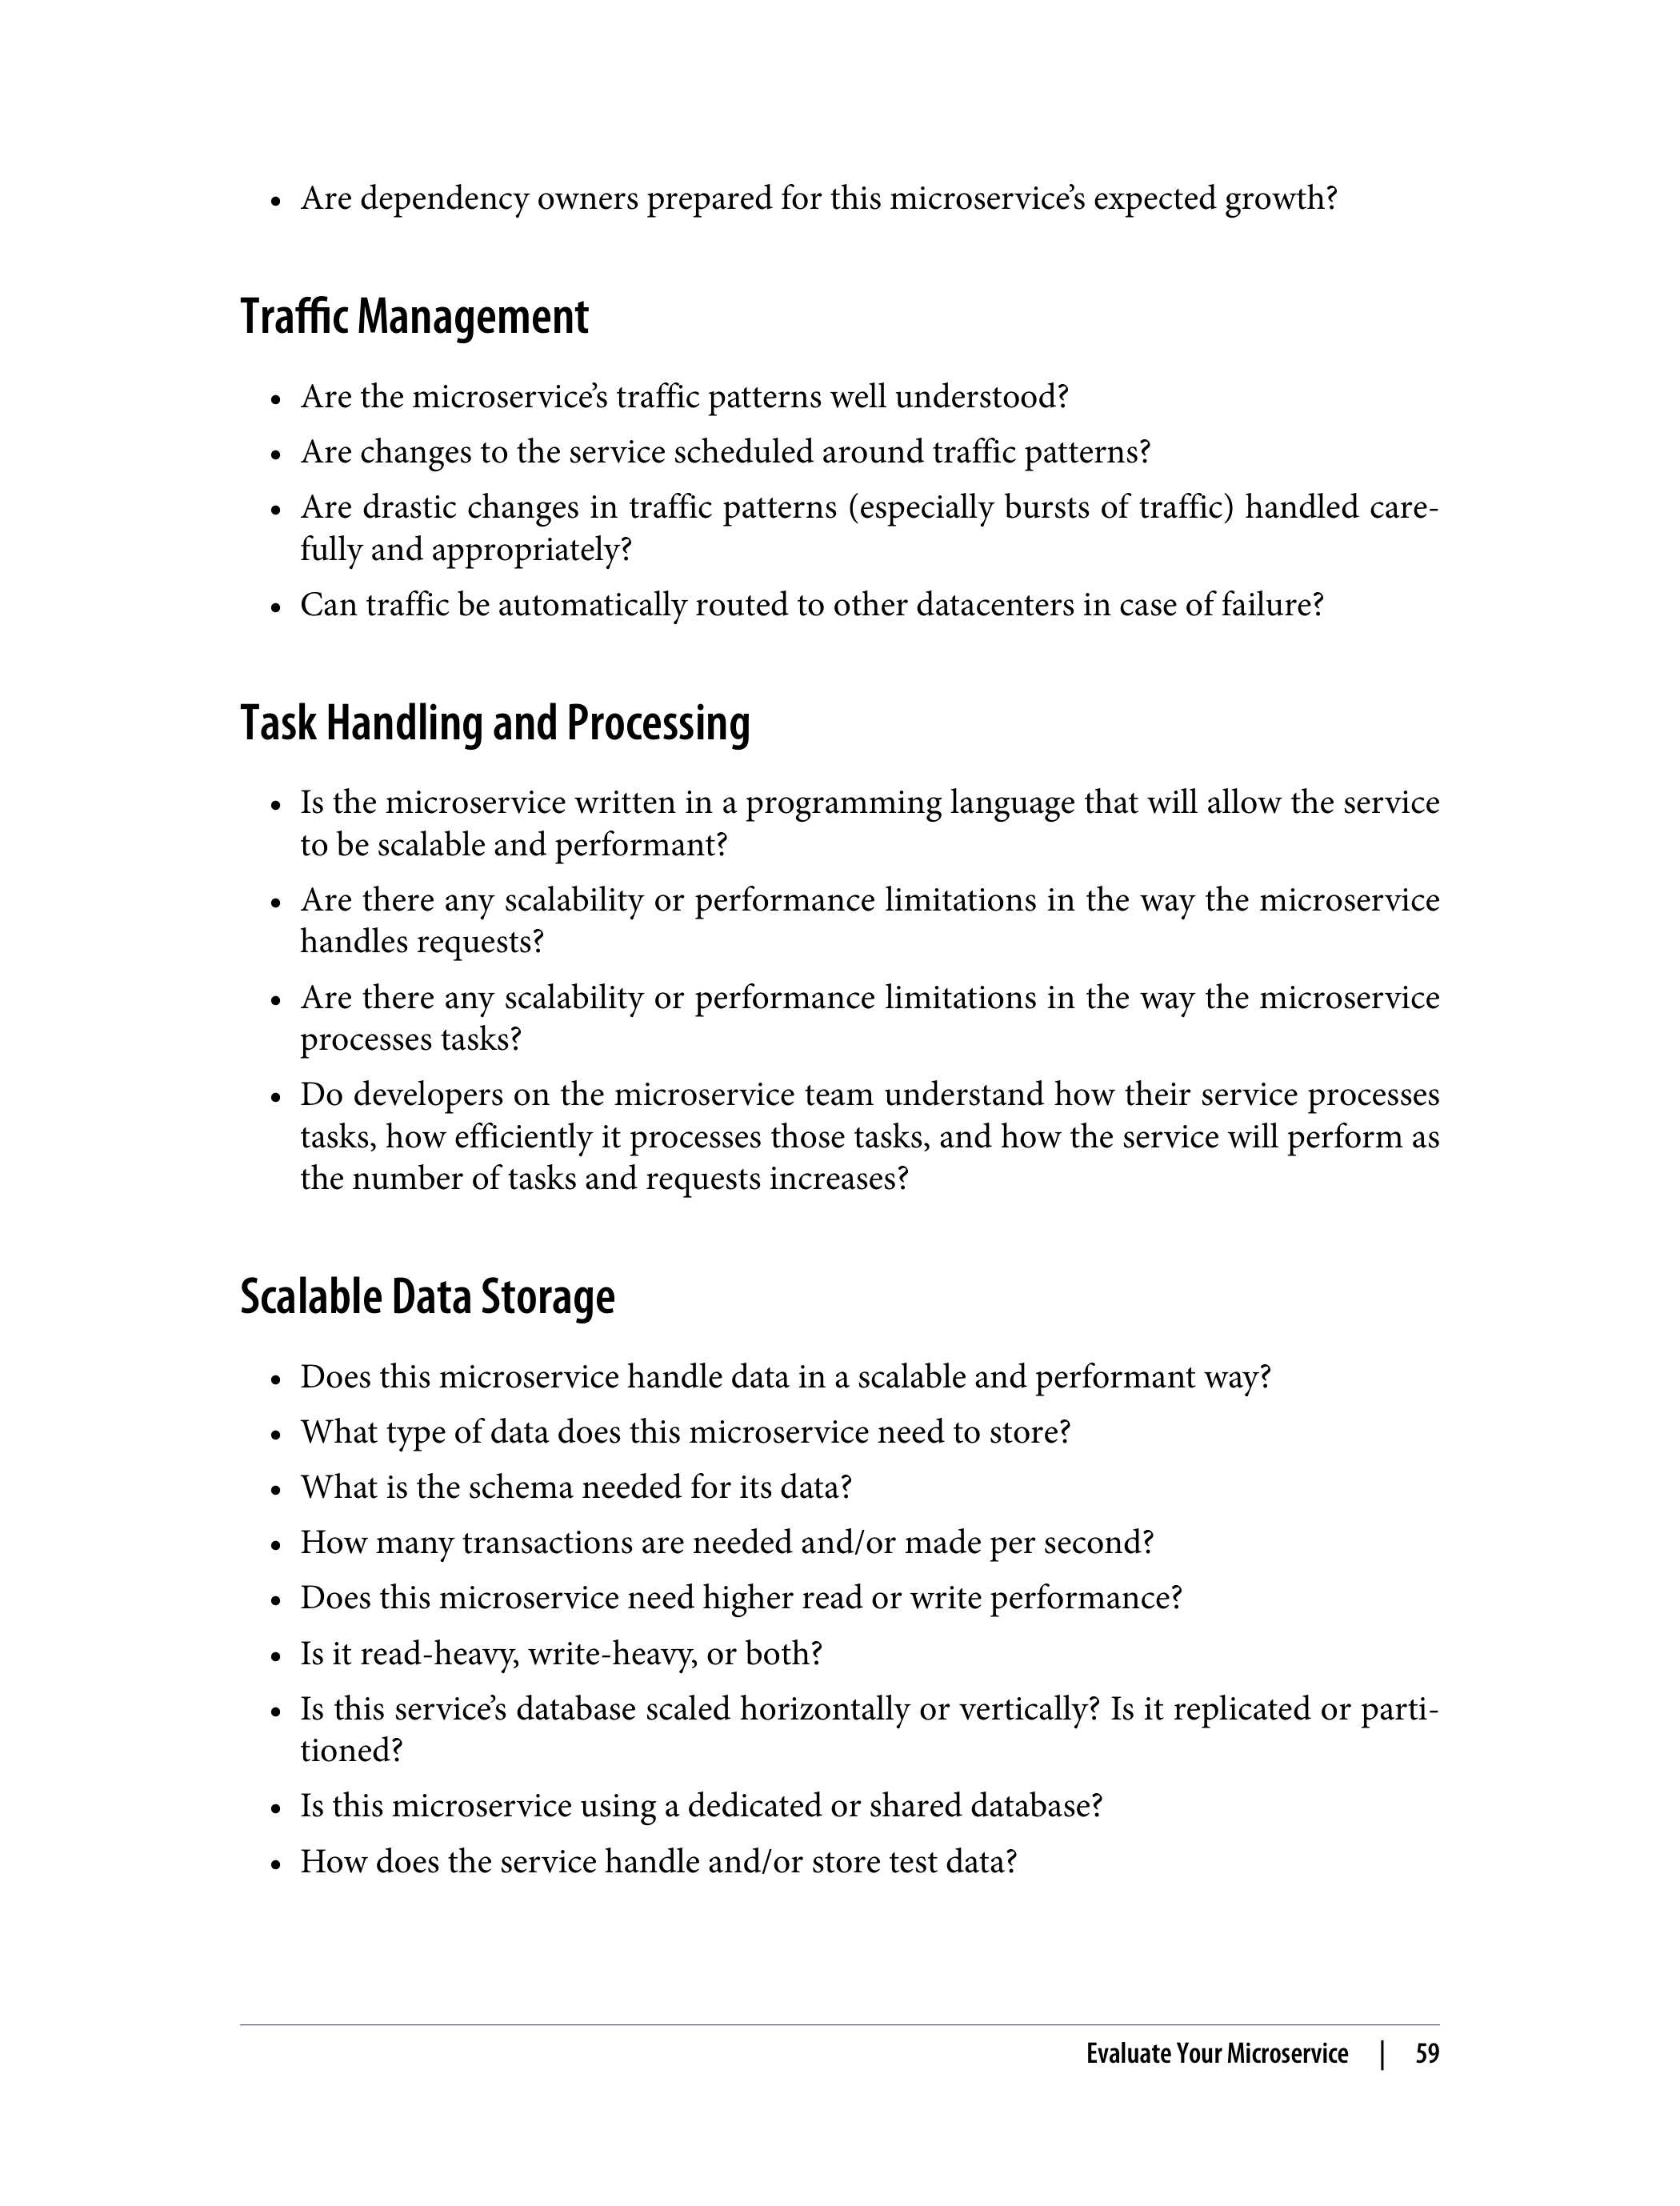 • Are dependency owners prepared for this microservice’s expected growth?
Traffic Management
• Are the microservice’s traffic patterns well understood?
• Are changes to the service scheduled around traffic patterns?
• Are drastic changes in traffic patterns (especially bursts of traffic) handled care-
fully and appropriately?
• Can traffic be automatically routed to other datacenters in case of failure?
Task Handling and Processing
• Is the microservice written in a programming language that will allow the service
to be scalable and performant?
• Are there any scalability or performance limitations in the way the microservice
handles requests?
• Are there any scalability or performance limitations in the way the microservice
processes tasks?
• Do developers on the microservice team understand how their service processes
tasks, how efficiently it processes those tasks, and how the service will perform as
the number of tasks and requests increases?
Scalable Data Storage
• Does this microservice handle data in a scalable and performant way?
• What type of data does this microservice need to store?
• What is the schema needed for its data?
• How many transactions are needed and/or made per second?
• Does this microservice need higher read or write performance?
• Is it read-heavy, write-heavy, or both?
• Is this service’s database scaled horizontally or vertically? Is it replicated or parti-
tioned?
• Is this microservice using a dedicated or shared database?
• How does the service handle and/or store test data?
Evaluate Your Microservice | 59